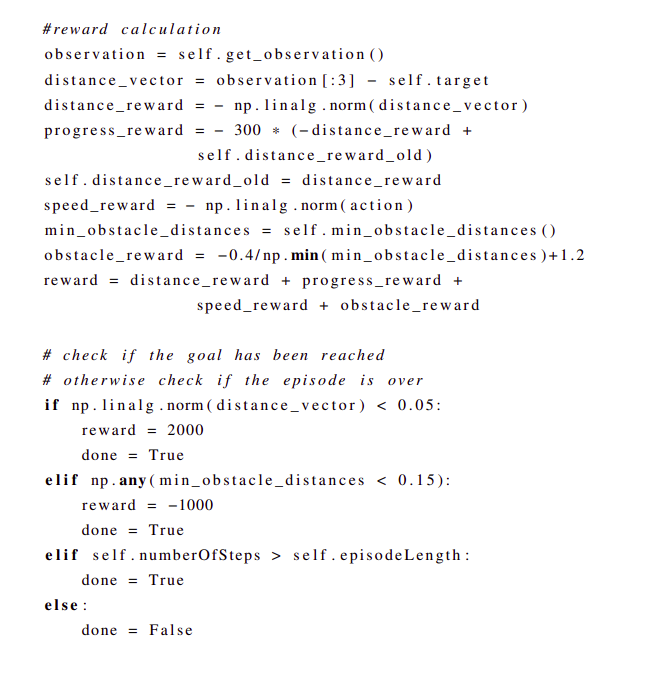 #reward calculation
observation = self.get_observation()
distance_vector = observation[:3] − self.target
distance_reward = − np.linalg.norm(distance_vector)
progress_reward = − 300 * (−distance_reward +
self.distance_reward_old)
self.distance_reward_old = distance_reward
speed_reward = − np.linalg.norm(action)
min_obstacle_distances = self.min_obstacle_distances()
obstacle_reward = −0.4/np.min(min_obstacle_distances)+1.2
reward = distance_reward + progress_reward +
speed_reward + obstacle_reward
# check if the goal has been reached
# otherwise check if the episode is over
if np.linalg.norm(distance_vector) < 0.05:
reward = 2000
done = True
elif np.any(min_obstacle_distances < 0.15):
reward = −1000
done = True
elif self.numberOfSteps > self.episodeLength:
done = True
else:
done = False